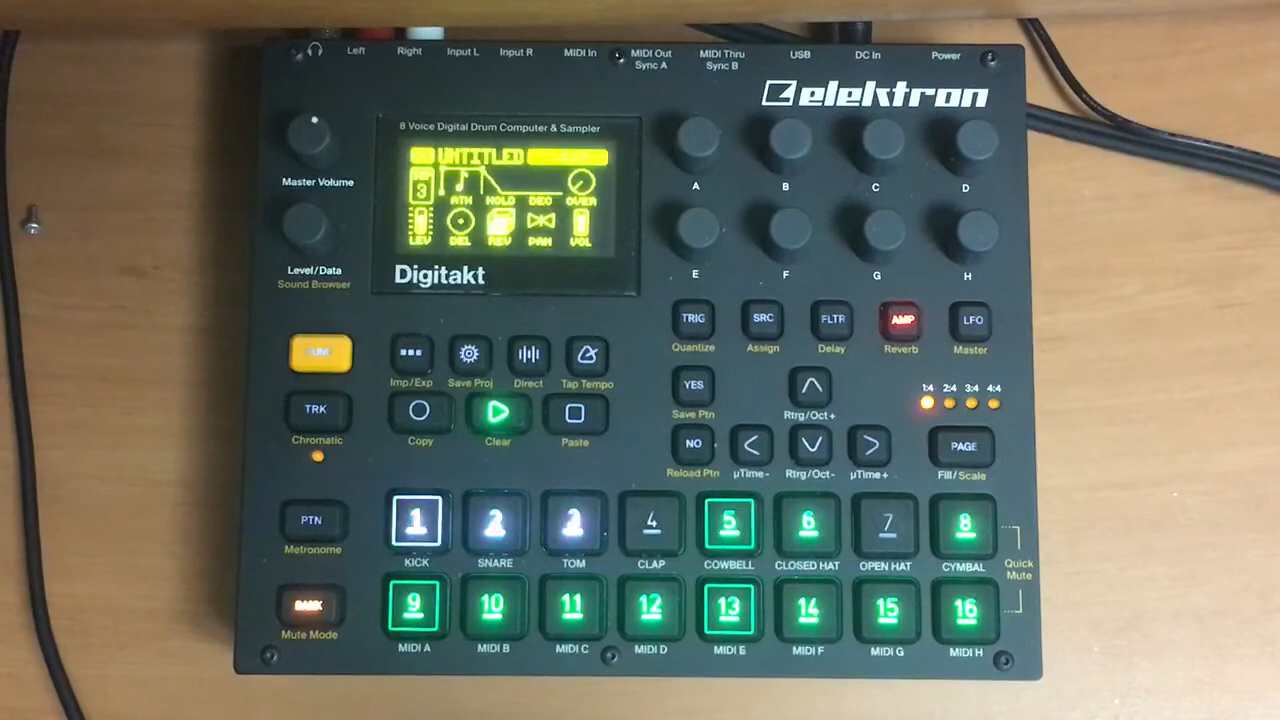 Left Right Input L Input R MIDI In MIDI Out MIDI Thru USB DC In Power
Sync A Sync B
elektron
8 Voice Digital Drum Computer & Sampler
UNTITLED
3 ATK HOLD DEC OVER
LEV DEL REV PAN VOL
Digitakt
Master Volume
Level/Data
Sound Browser
A B C D
E F G H
TRIG SRC FLTR AMP LFO
Quantize Assign Delay Reverb Master
FUNC
Imp/Exp Save Proj Direct Tap Tempo
YES
Save Ptn Rtrg/Oct+
1:4 2:4 3:4 4:4
TRK
Chromatic
Copy Clear Paste
NO PAGE
Reload Ptn µTime- Rtrg/Oct- µTime+ Fill/Scale
PTN
Metronome
1 2 3 4 5 6 7 8
KICK SNARE TOM CLAP COWBELL CLOSED HAT OPEN HAT CYMBAL
Quick
Mute
BANK
Mute Mode
9 10 11 12 13 14 15 16
MIDI A MIDI B MIDI C MIDI D MIDI E MIDI F MIDI G MIDI H